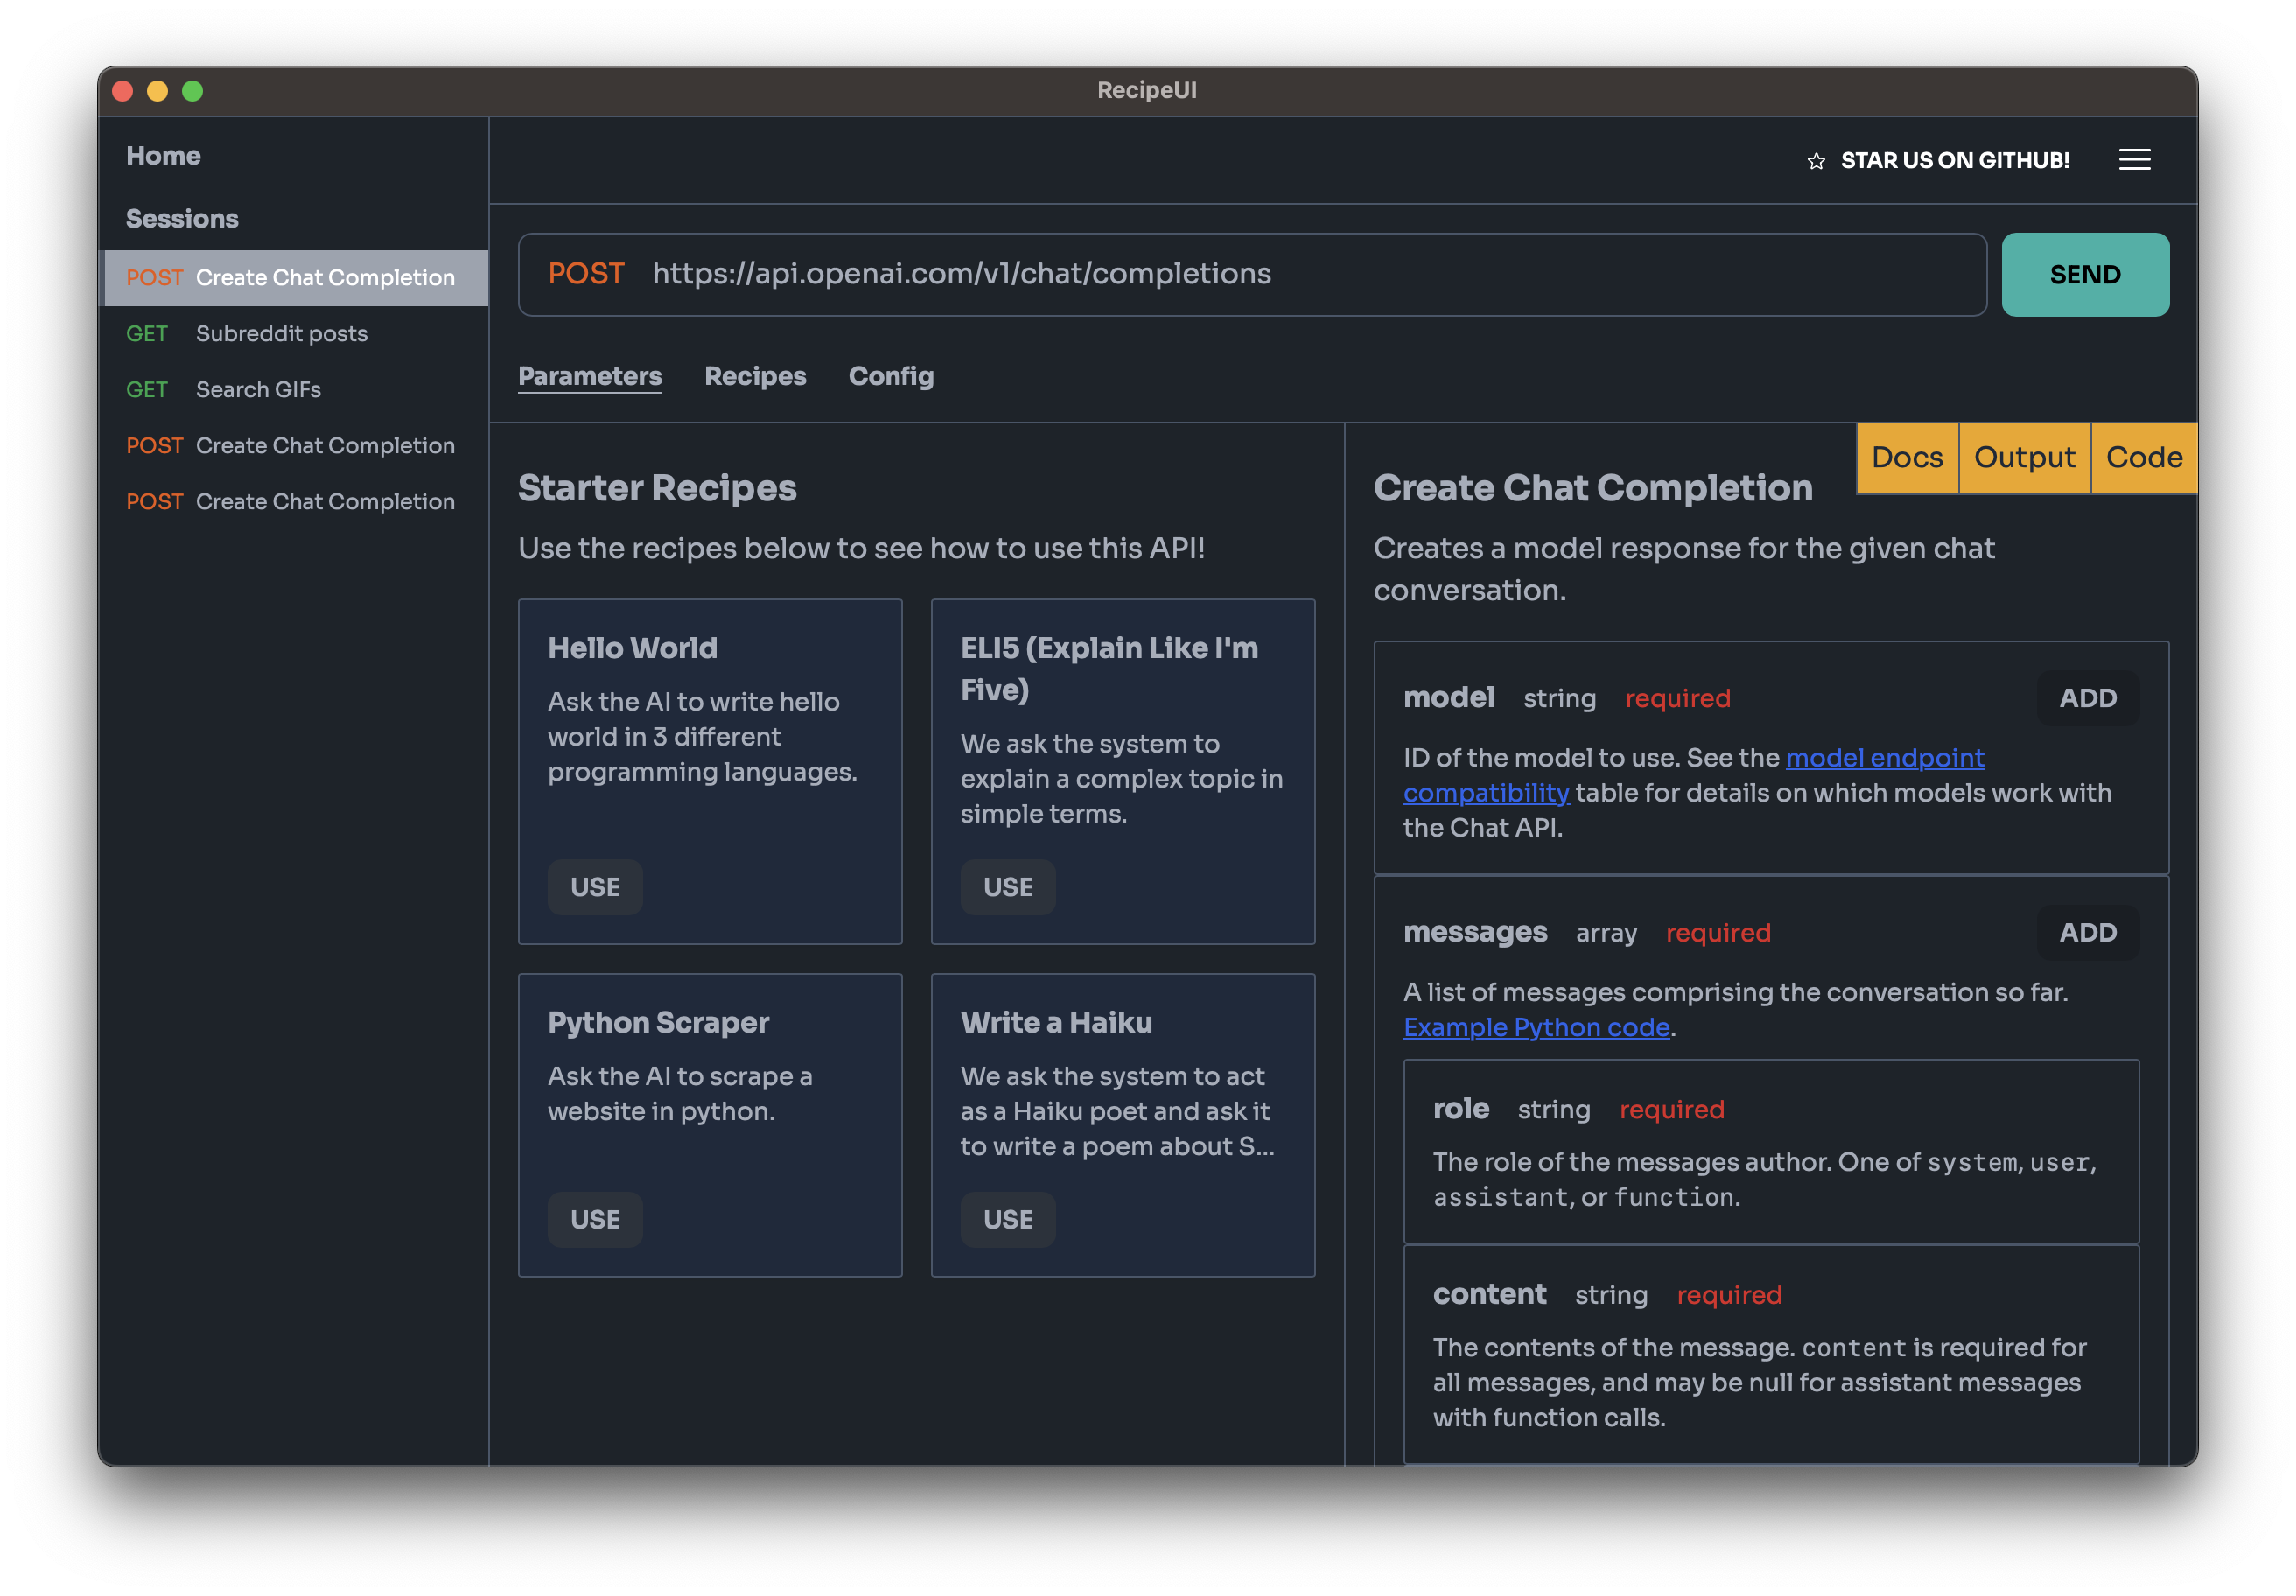 RecipeUI
Home
Sessions
POST Create Chat Completion
GET Subreddit posts
GET Search GIFs
POST Create Chat Completion
POST Create Chat Completion
STAR US ON GITHUB!
POST https://api.openai.com/v1/chat/completions
SEND
Parameters Recipes Config
Starter Recipes
Use the recipes below to see how to use this API!
Hello World
Ask the AI to write hello
world in 3 different
programming languages.
USE
ELI5 (Explain Like I'm
Five)
We ask the system to
explain a complex topic in
simple terms.
USE
Python Scraper
Ask the AI to scrape a
website in python.
USE
Write a Haiku
We ask the system to act
as a Haiku poet and ask it
to write a poem about S...
USE
Docs Output Code
Create Chat Completion
Creates a model response for the given chat
conversation.
model string required ADD
ID of the model to use. See the model endpoint
compatibility table for details on which models work with
the Chat API.
messages array required ADD
A list of messages comprising the conversation so far.
Example Python code.
role string required
The role of the messages author. One of system, user,
assistant, or function.
content string required
The contents of the message. content is required for
all messages, and may be null for assistant messages
with function calls.